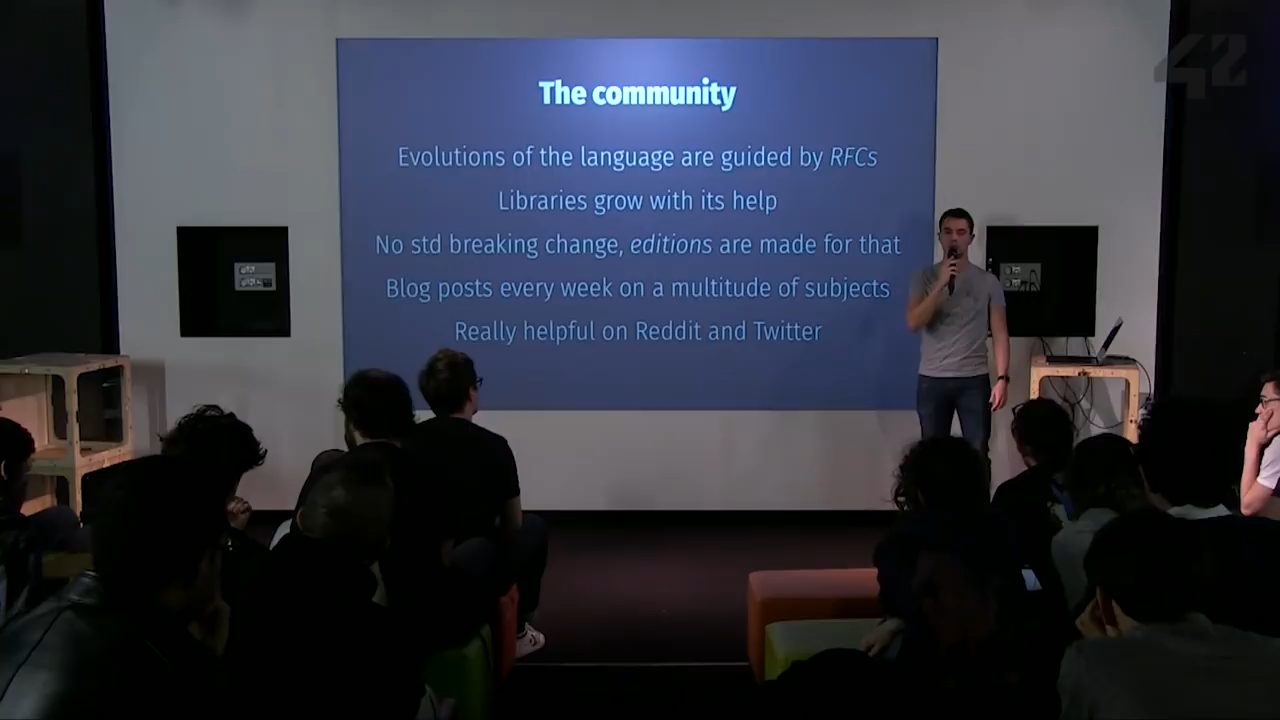 42
The community
Evolutions of the language are guided by RFCs
Libraries grow with its help
No std breaking change, editions are made for that
Blog posts every week on a multitude of subjects
Really helpful on Reddit and Twitter